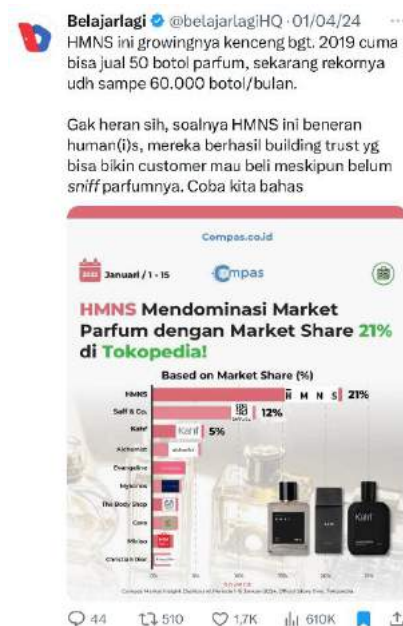 Belajarlagi @belajarlagiHQ · 01/04/24 ...
HMNS ini growingnya kenceng bgt. 2019 cuma
bisa jual 50 botol parfum, sekarang rekornya
udh sampe 60.000 botol/bulan.
Gak heran sih, soalnya HMNS ini beneran
human(i)s, mereka berhasil building trust yg
bisa bikin customer mau beli meskipun belum
sniff parfumnya. Coba kita bahas
Compas.co.id
Januari / 1 - 15
Compas
HMNS Mendominasi Market
Parfum dengan Market Share 21%
di Tokopedia!
Based on Market Share (%)
HMNS H M N S 21%
Saff & Co. 12%
Kahf Kahf 5%
Alchemist
Evangeline
Mykonos
The Body Shop
Carl
Christian Dior
Kahf
44 510 1,7K 610K